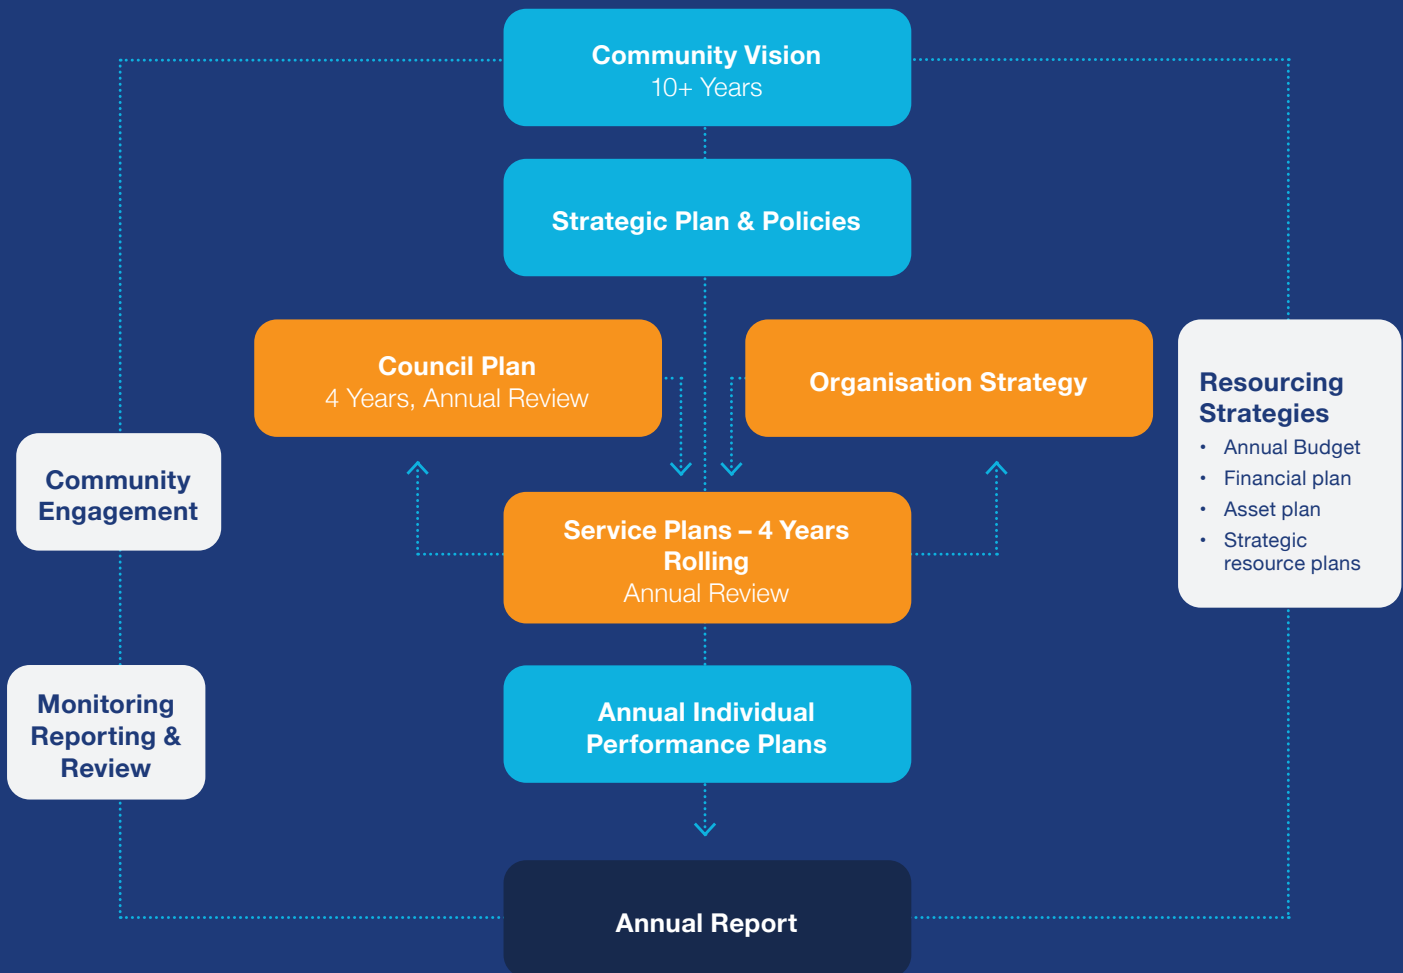 Community Vision
10+ Years
Strategic Plan & Policies
Council Plan
4 Years, Annual Review
Organisation Strategy
Resourcing
Strategies
• Annual Budget
• Financial plan
• Asset plan
• Strategic
resource plans
Community
Engagement
Service Plans – 4 Years
Rolling
Annual Review
Monitoring
Reporting &
Review
Annual Individual
Performance Plans
Annual Report